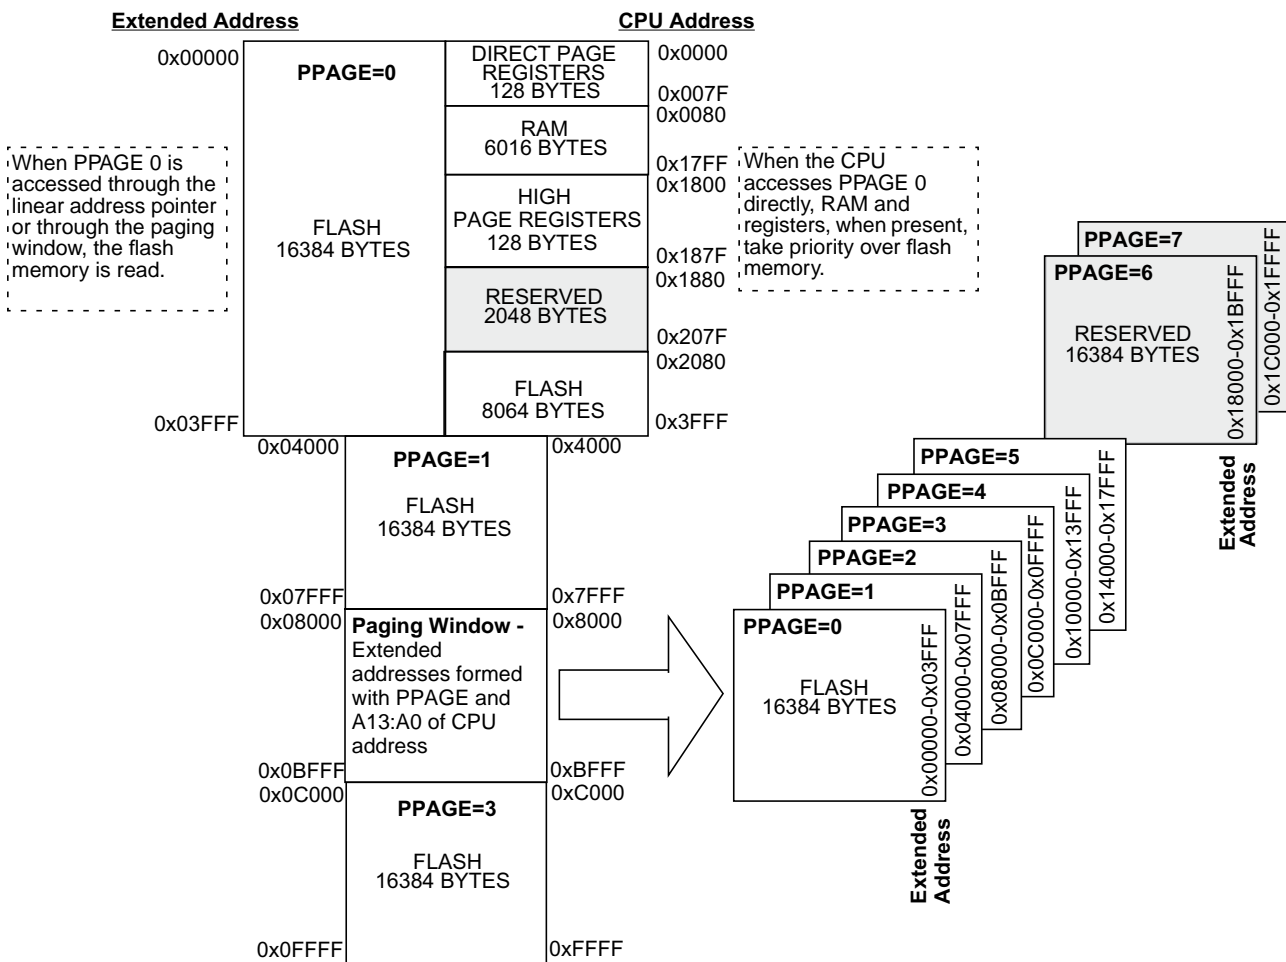 Extended Address
CPU Address
0x00000
PPAGE=0
FLASH
16384 BYTES
0x03FFF
DIRECT PAGE
REGISTERS
128 BYTES
0x0000
0x007F
RAM
6016 BYTES
0x0080
0x17FF
HIGH
PAGE REGISTERS
128 BYTES
0x1800
0x187F
RESERVED
2048 BYTES
0x1880
0x207F
FLASH
8064 BYTES
0x2080
0x3FFF
When PPAGE 0 is
accessed through the
linear address pointer
or through the paging
window, the flash
memory is read.
When the CPU
accesses PPAGE 0
directly, RAM and
registers, when present,
take priority over flash
memory.
0x04000
0x4000
PPAGE=1
FLASH
16384 BYTES
0x07FFF
0x7FFF
0x08000
0x8000
Paging Window -
Extended
addresses formed
with PPAGE and
A13:A0 of CPU
address
0x0BFFF
0xBFFF
0x0C000
0xC000
PPAGE=3
FLASH
16384 BYTES
0x0FFFF
0xFFFF
PPAGE=7
0x1C000-0x1FFFF
PPAGE=6
RESERVED
16384 BYTES
0x18000-0x1BFFF
Extended
Address
PPAGE=5
0x14000-0x17FFF
PPAGE=4
0x10000-0x13FFF
PPAGE=3
0x0C000-0x0FFFF
PPAGE=2
0x08000-0x0BFFF
PPAGE=1
0x04000-0x07FFF
PPAGE=0
FLASH
16384 BYTES
0x00000-0x03FFF
Extended
Address